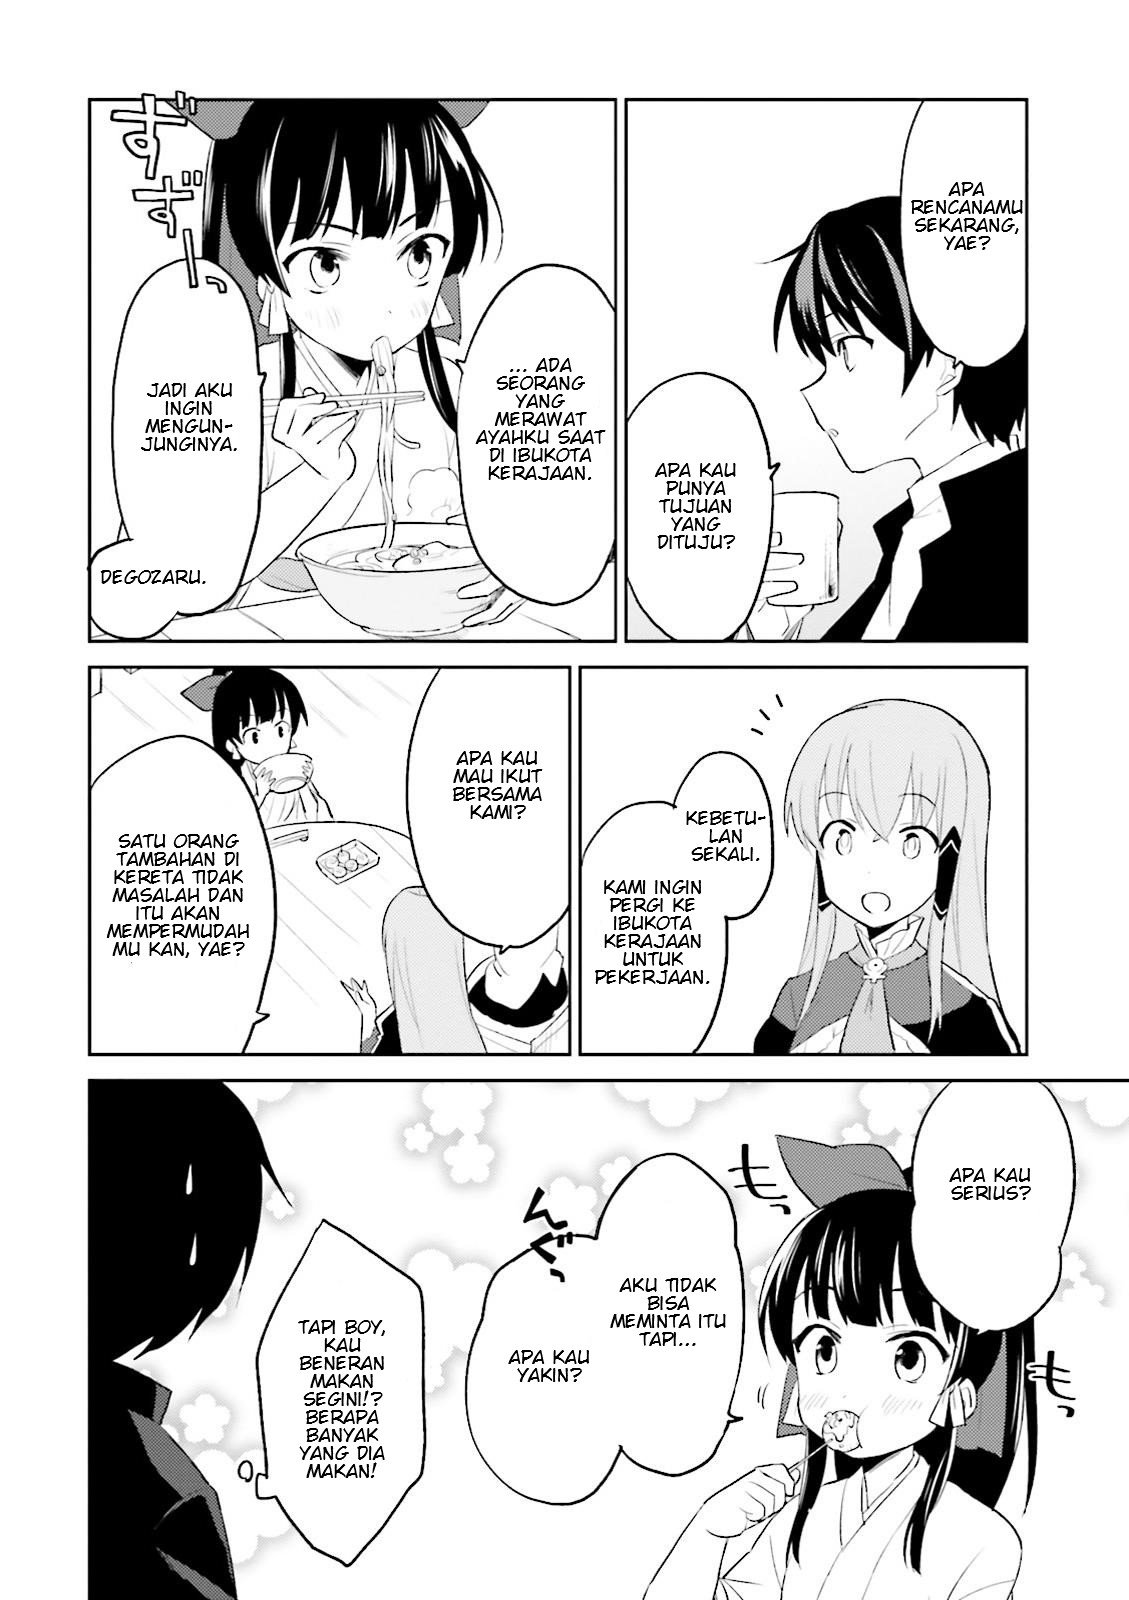 APA
RENCANAMU
SEKARANG,
YAE?
APA KAU
PUNYA
TUJUAN
YANG
DITUJU?
... ADA
SEORANG
YANG
MERAWAT
AYAHKU SAAT
DI IBUKOTA
KERAJAAN.
ずずずーっ
JADI AKU
INGIN
MENGUN-
JUNGINYA.
DEGOZARU.
KEBETU-
LAN
SEKALI.
KAMI INGIN
PERGI KE
IBUKOTA
KERAJAAN
UNTUK
PEKERJAAN.
APA KAU
MAU IKUT
BERSAMA
KAMI?
SATU ORANG
TAMBAHAN DI
KERETA TIDAK
MASALAH DAN
ITU AKAN
MEMPERMUDAH
MU KAN, YAE?
APA KAU
SERIUS?
AKU TIDAK
BISA
MEMINTA ITU
TAPI...
んぐっ
APA KAU
YAKIN?
TAPI BOY,
KAU
BENERAN
MAKAN
SEGINI!?
BERAPA
BANYAK
YANG DIA
MAKAN!